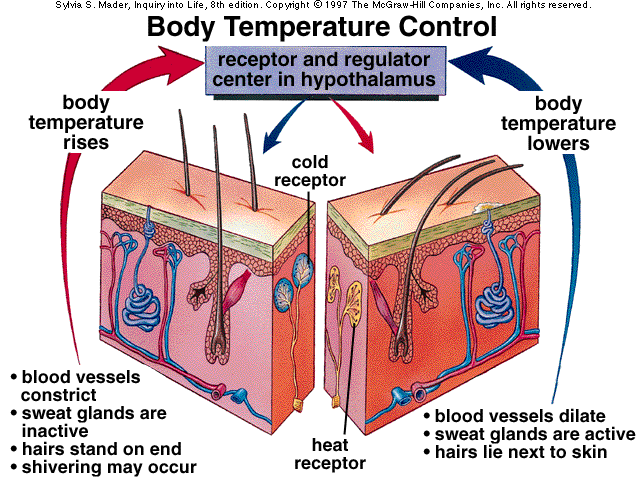 Sylvia S. Mader, Inquiry into Life, 8th edition. Copyright © 1997 The McGraw-Hill Companies, Inc. All rights reserved.
Body Temperature Control
receptor and regulator
center in hypothalamus
body
temperature
rises
body
temperature
lowers
cold
receptor
• blood vessels
constrict
• sweat glands are
inactive
• hairs stand on end
• shivering may occur
heat
receptor
• blood vessels dilate
• sweat glands are active
• hairs lie next to skin